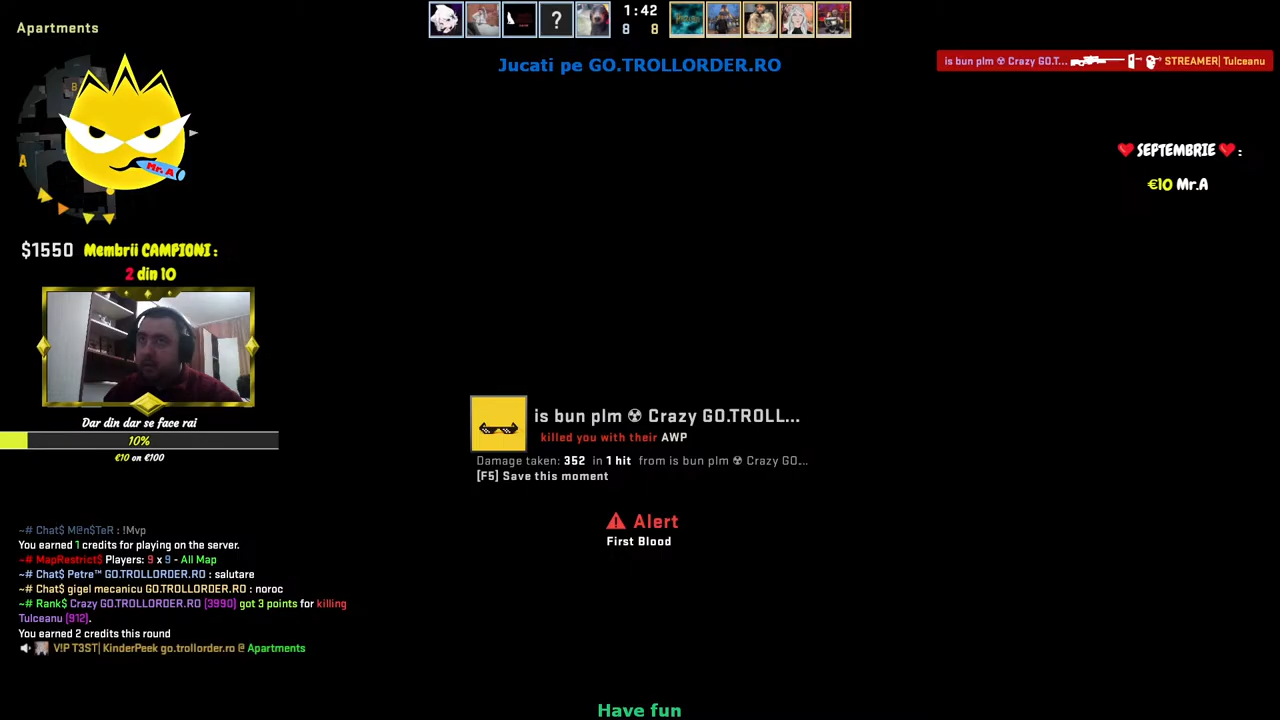 Apartments
1:42
8 8
?
Jucati pe GO.TROLLORDER.RO
is bun plm ☢ Crazy GO.T... STREAMER| Tulceanu
B
A
Mr. A
❤ SEPTEMBRIE ❤ :
€10 Mr.A
$1550
Membrii CAMPIONI :
2 din 10
Dar din dar se face rai
10%
€10 on €100
is bun plm ☢ Crazy GO.TROLL...
killed you with their AWP
Damage taken: 352 in 1 hit from is bun plm ☢ Crazy GO...
[F5] Save this moment
Alert
First Blood
~# Chat$ M@n$TeR : !Mvp
You earned 1 credits for playing on the server.
~# MapRestrict$ Players: 9 x 9 - All Map
~# Chat$ Petre™ GO.TROLLORDER.RO : salutare
~# Chat$ gigel mecanicu GO.TROLLORDER.RO : noroc
~# Rank$ Crazy GO.TROLLORDER.RO (3990) got 3 points for killing
Tulceanu (912).
You earned 2 credits this round
V!P T3ST| KinderPeek go.trollorder.ro @ Apartments
Have fun